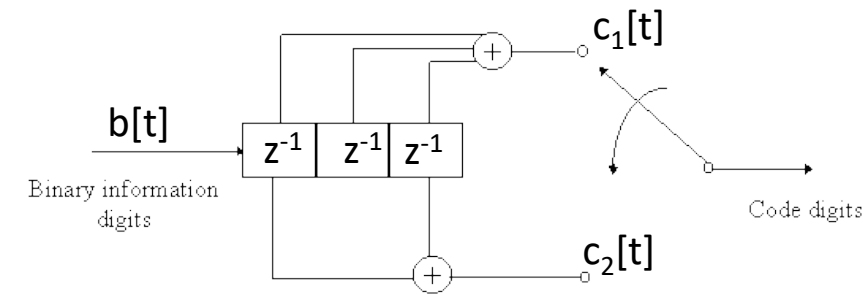 c₁[t]
+
b[t]
z⁻¹ z⁻¹ z⁻¹
Binary information
digits
Code digits
c₂[t]
+